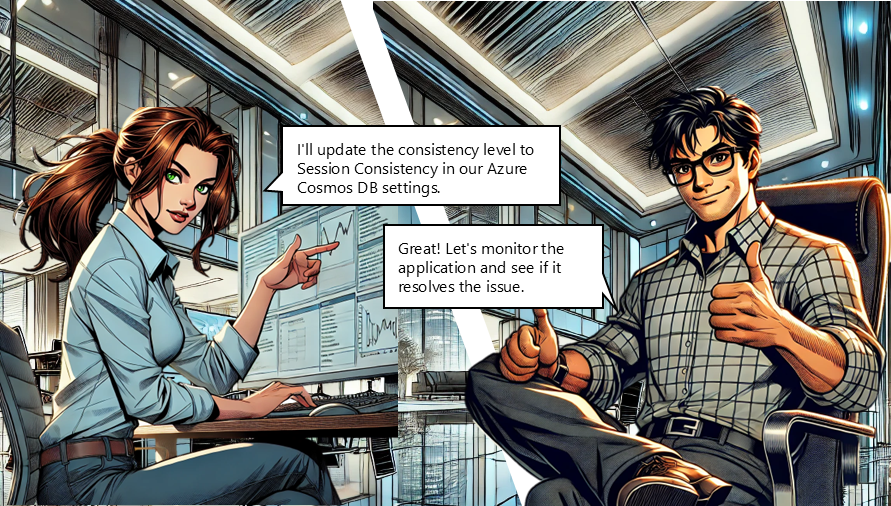 I'll update the consistency level to
Session Consistency in our Azure
Cosmos DB settings.
Great! Let's monitor the
application and see if it
resolves the issue.